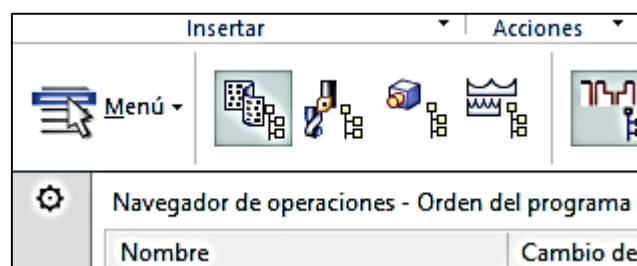 Insertar Acciones
Menú
Navegador de operaciones - Orden del programa
Nombre Cambio de